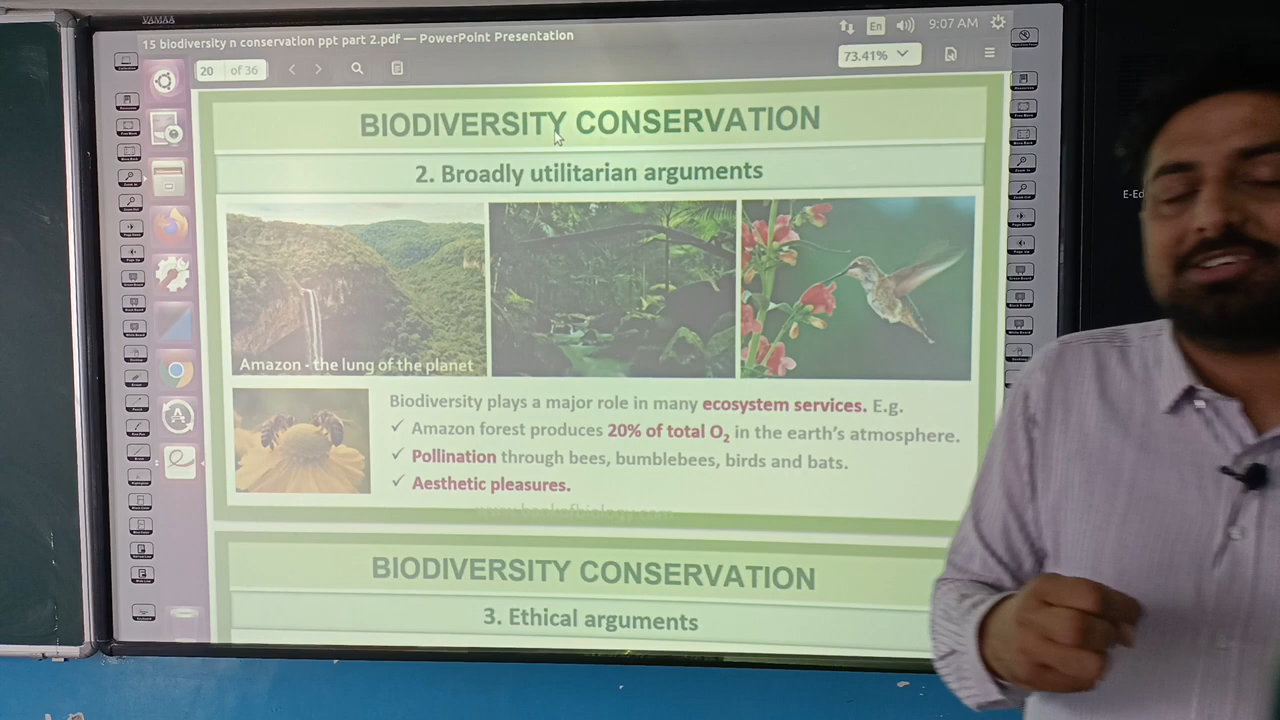 VAMAA
15 biodiversity n conservation ppt part 2.pdf — PowerPoint Presentation
En
9:07 AM
20 of 36
73.41%
BIODIVERSITY CONSERVATION
2. Broadly utilitarian arguments
E-Ed
Amazon - the lung of the planet
Biodiversity plays a major role in many ecosystem services. E.g.
✓ Amazon forest produces 20% of total O₂ in the earth's atmosphere.
✓ Pollination through bees, bumblebees, birds and bats.
✓ Aesthetic pleasures.
BIODIVERSITY CONSERVATION
3. Ethical arguments